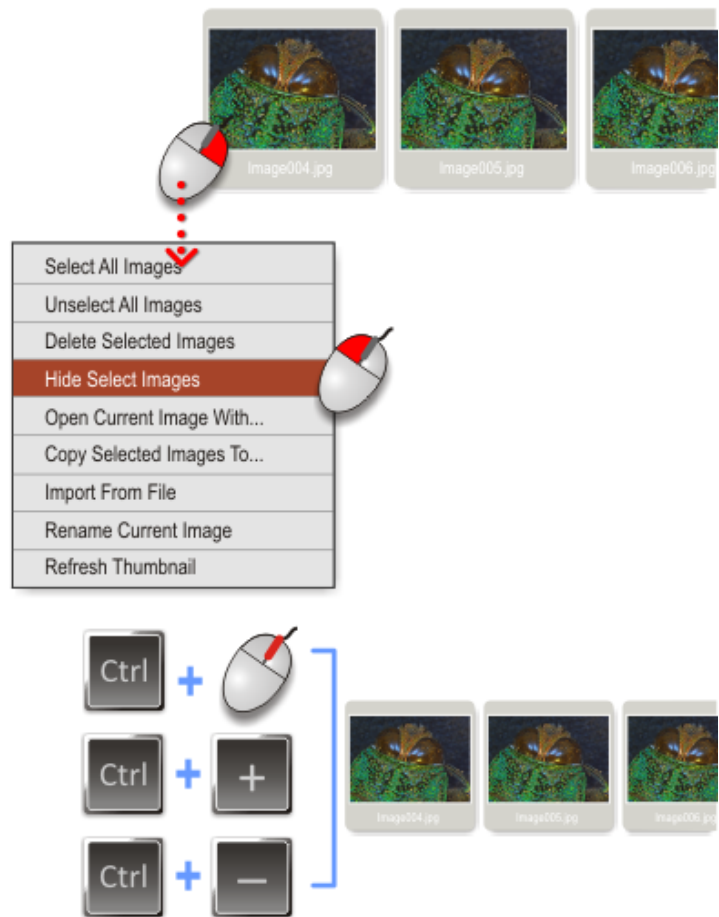 Image004.jpg Image005.jpg Image006.jpg
Select All Images
Unselect All Images
Delete Selected Images
Hide Select Images
Open Current Image With...
Copy Selected Images To...
Import From File
Rename Current Image
Refresh Thumbnail
Ctrl +
Ctrl + +
Image004.jpg Image005.jpg Image006.jpg
Ctrl + –